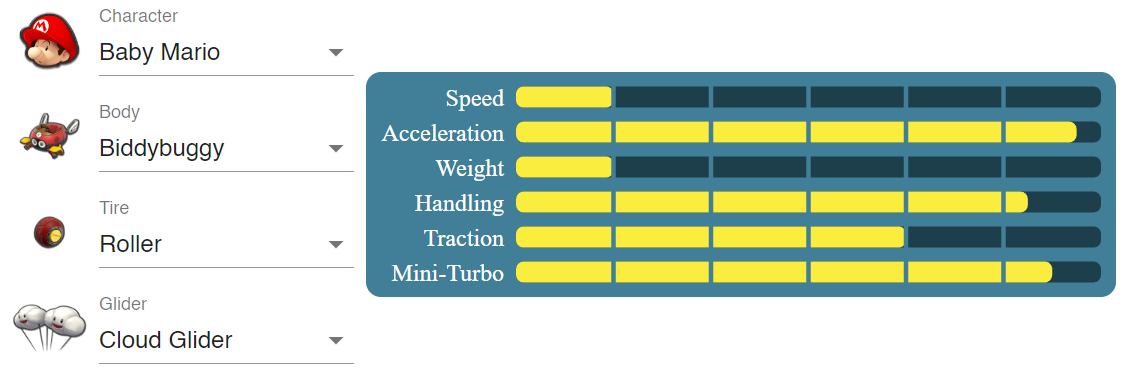 Character
Baby Mario
Body
Biddybuggy
Tire
Roller
Glider
Cloud Glider
Speed
Acceleration
Weight
Handling
Traction
Mini-Turbo